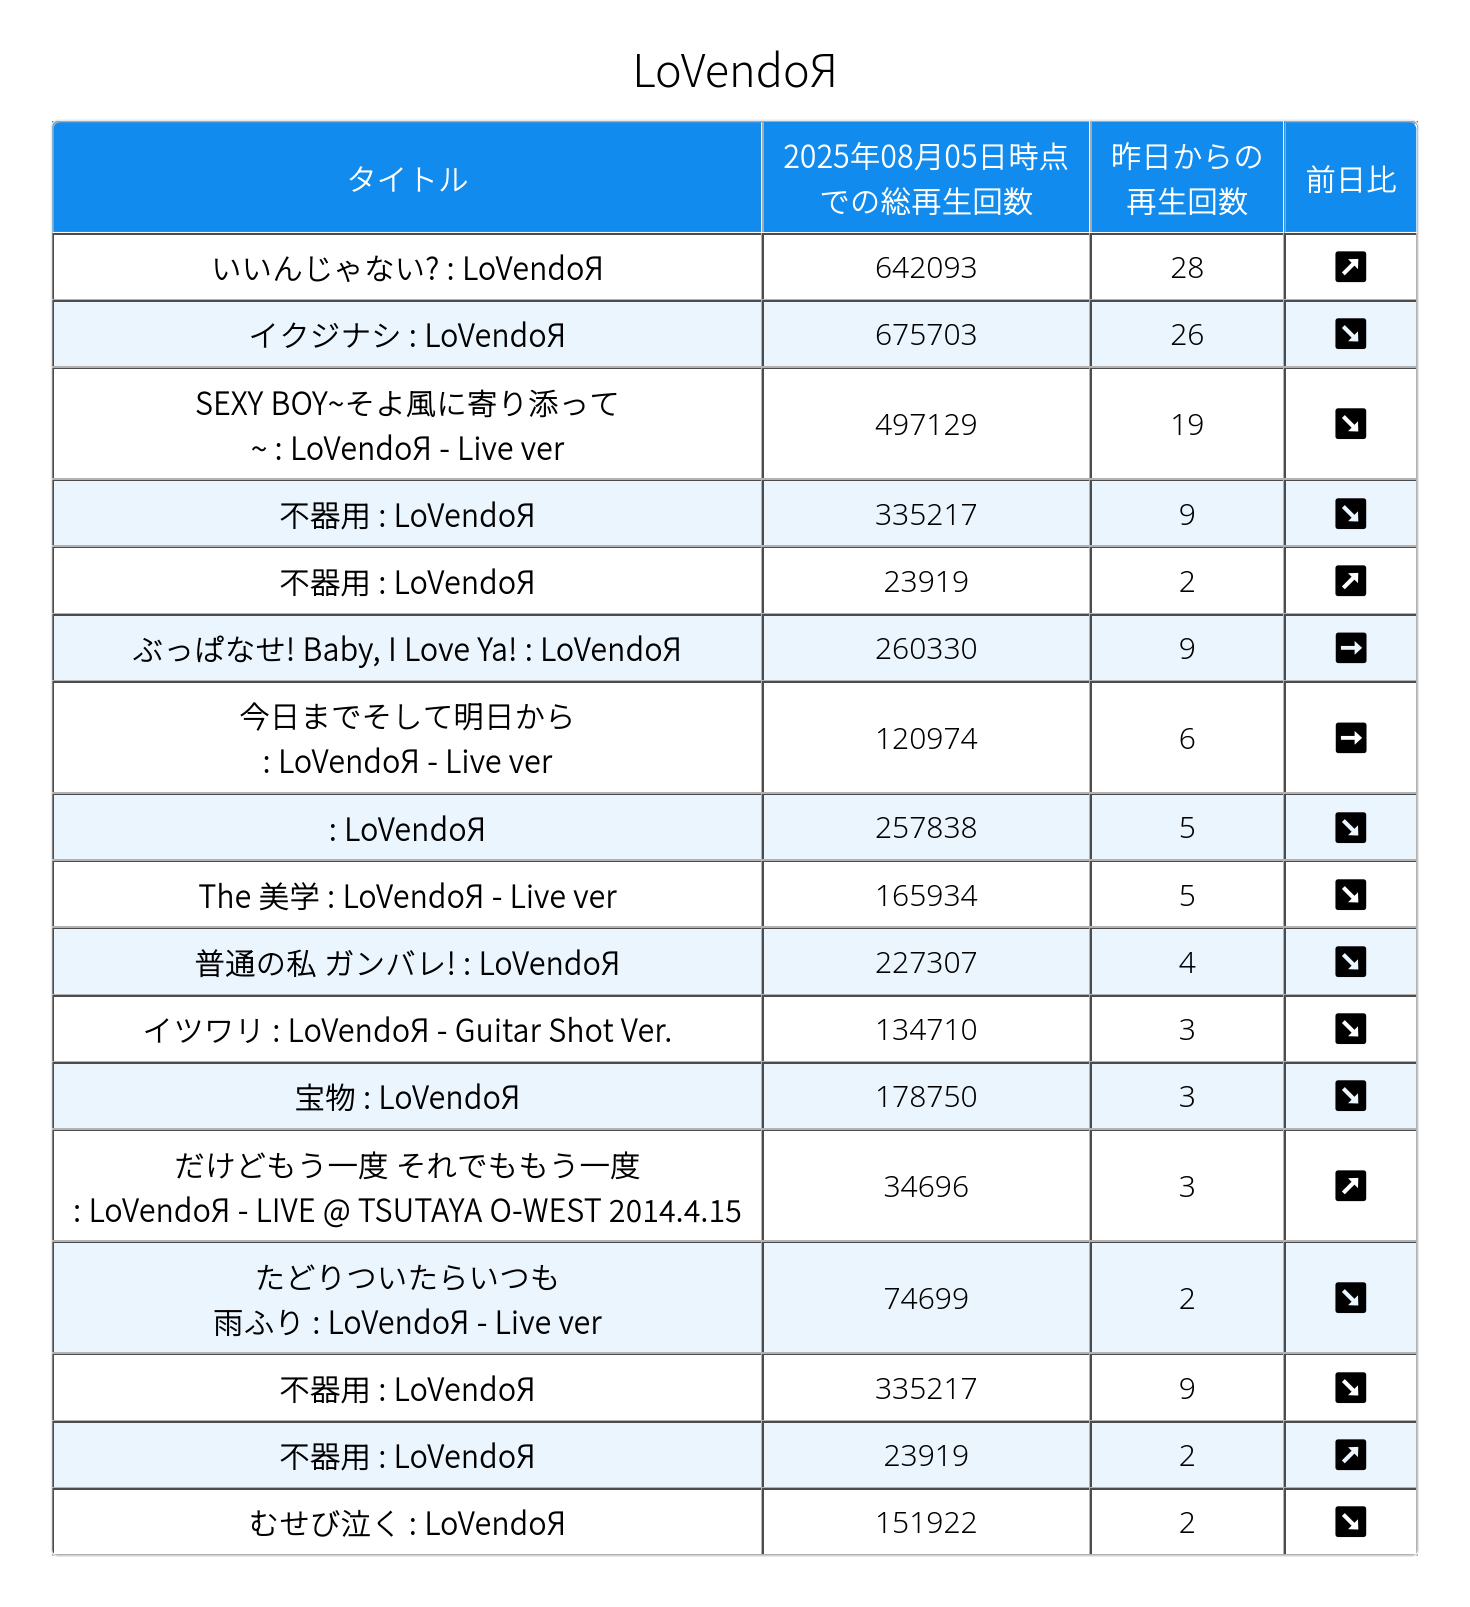 LoVendoЯ
タイトル
2025年08月05日時点
での総再生回数
昨日からの
再生回数
前日比
いいんじゃない? : LoVendoЯ
642093
28
イクジナシ : LoVendoЯ
675703
26
SEXY BOY~そよ風に寄り添って
~ : LoVendoЯ - Live ver
497129
19
不器用 : LoVendoЯ
335217
9
不器用 : LoVendoЯ
23919
2
ぶっぱなせ! Baby, I Love Ya! : LoVendoЯ
260330
9
今日までそして明日から
: LoVendoЯ - Live ver
120974
6
: LoVendoЯ
257838
5
The 美学 : LoVendoЯ - Live ver
165934
5
普通の私 ガンバレ! : LoVendoЯ
227307
4
イツワリ : LoVendoЯ - Guitar Shot Ver.
134710
3
宝物 : LoVendoЯ
178750
3
だけどもう一度 それでももう一度
: LoVendoЯ - LIVE @ TSUTAYA O-WEST 2014.4.15
34696
3
たどりついたらいつも
雨ふり : LoVendoЯ - Live ver
74699
2
不器用 : LoVendoЯ
335217
9
不器用 : LoVendoЯ
23919
2
むせび泣く : LoVendoЯ
151922
2